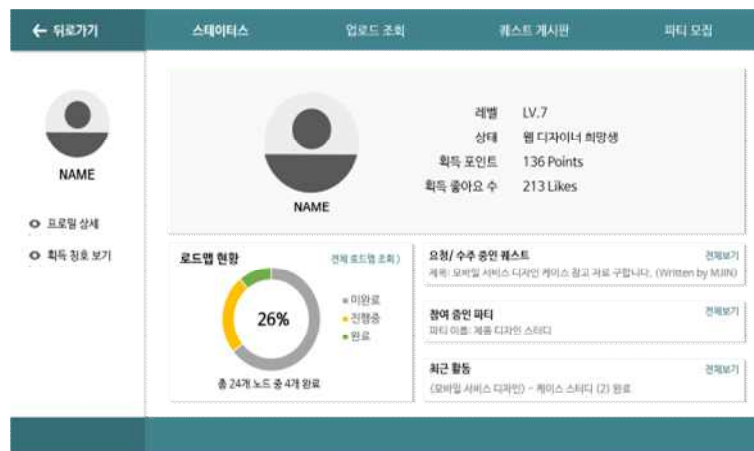 ← 뒤로가기
스테이터스
업로드 조회
퀘스트 게시판
파티 모집
NAME
프로필 상세
획득 칭호 보기
NAME
레벨 LV.7
상태 웹 디자이너 희망생
획득 포인트 136 Points
획득 좋아요 수 213 Likes
로드맵 현황
전체 로드맵 조회 〉
26%
미완료
진행중
완료
총 24개 노드 중 4개 완료
요청/ 수주 중인 퀘스트
전체보기
제목: 모바일 서비스 디자인 케이스 참고 자료 구합니다. (Written by MJIN)
참여 중인 파티
전체보기
파티 이름: 제품 디자인 스터디
최근 활동
전체보기
〈모바일 서비스 디자인〉 - 케이스 스터디 (2) 완료